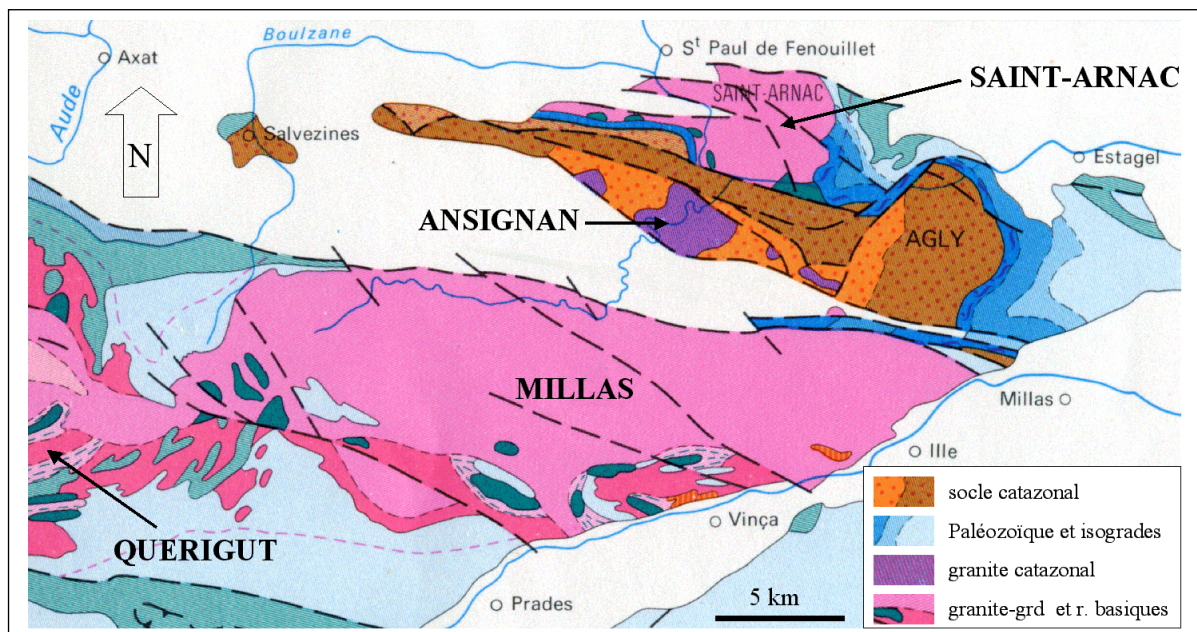 Boulzane
Axat
Sᵗ Paul de Fenouillet
SAINT-ARNAC
SAINT-ARNAC
Aude
N
Salvezines
Estagel
ANSIGNAN
AGLY
MILLAS
Millas
Ille
QUERIGUT
Vinça
Prades
5 km
socle catazonal
Paléozoïque et isogrades
granite catazonal
granite-grd et r. basiques